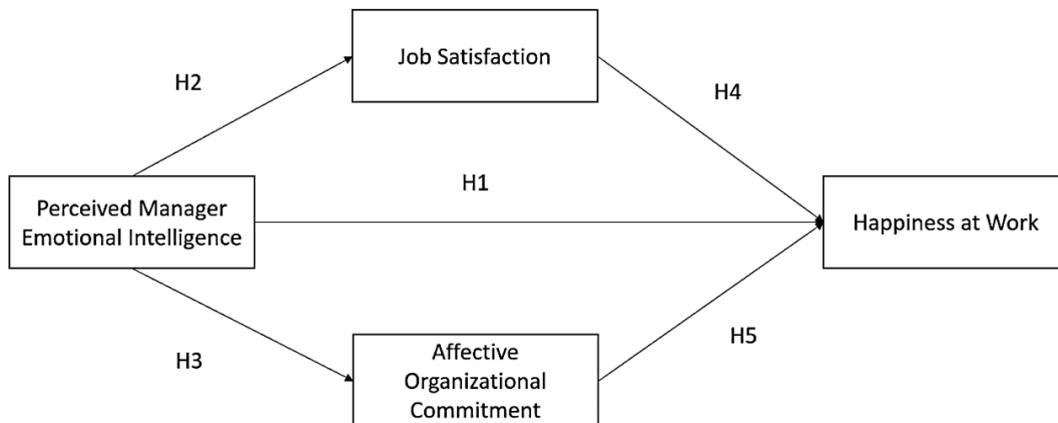 Job Satisfaction
H2
H4
H1
Perceived Manager
Emotional Intelligence
Happiness at Work
H3
H5
Affective
Organizational
Commitment